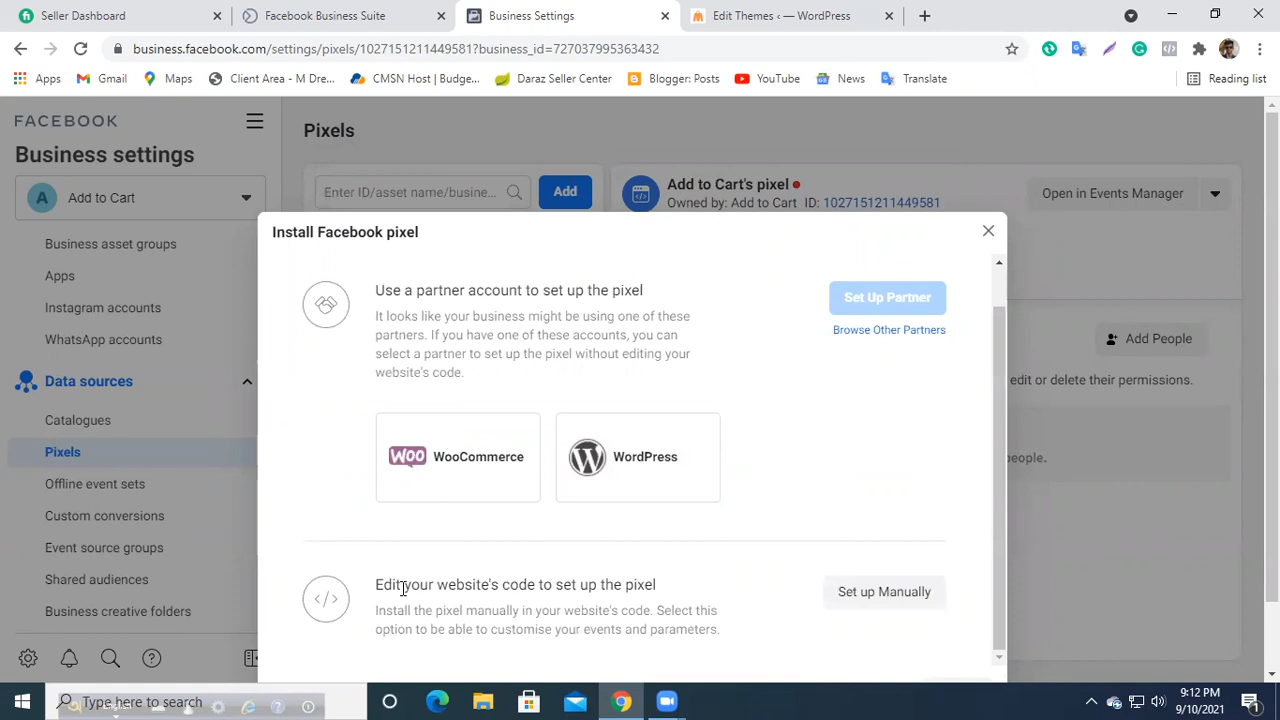 Seller Dashboard
Facebook Business Suite
Business Settings
Edit Themes ‹ — WordPress
business.facebook.com/settings/pixels/1027151211449581?business_id=727037995363432
Apps
Gmail
Maps
Client Area - M Dre...
CMSN Host | Budge...
Daraz Seller Center
Blogger: Posts
YouTube
News
Translate
Reading list
FACEBOOK
Business settings
Add to Cart
Business asset groups
Apps
Instagram accounts
WhatsApp accounts
Data sources
Catalogues
Pixels
Offline event sets
Custom conversions
Event source groups
Shared audiences
Business creative folders
Pixels
Enter ID/asset name/busine...
Add
Add to Cart's pixel
Owned by: Add to Cart ID: 1027151211449581
Open in Events Manager
Add People
edit or delete their permissions.
eople.
Install Facebook pixel
Use a partner account to set up the pixel
It looks like your business might be using one of these
partners. If you have one of these accounts, you can
select a partner to set up the pixel without editing your
website's code.
Set Up Partner
Browse Other Partners
WOO WooCommerce
WordPress
Edit your website's code to set up the pixel
Install the pixel manually in your website's code. Select this
option to be able to customise your events and parameters.
Set up Manually
Type here to search
9:12 PM
9/10/2021